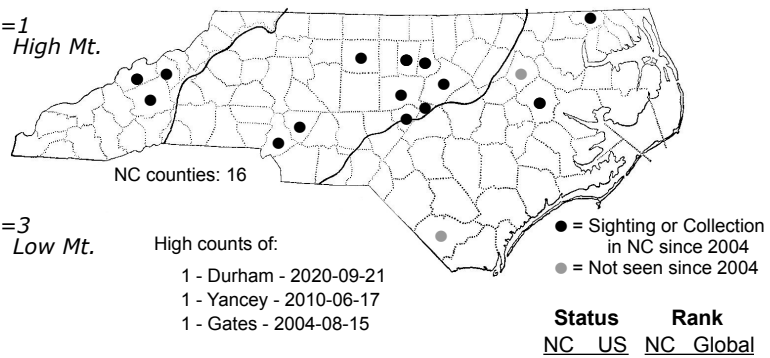 =1
High Mt.
NC counties: 16
=3
Low Mt.
High counts of:
1 - Durham - 2020-09-21
1 - Yancey - 2010-06-17
1 - Gates - 2004-08-15
= Sighting or Collection
in NC since 2004
= Not seen since 2004
Status Rank
NC US NC Global